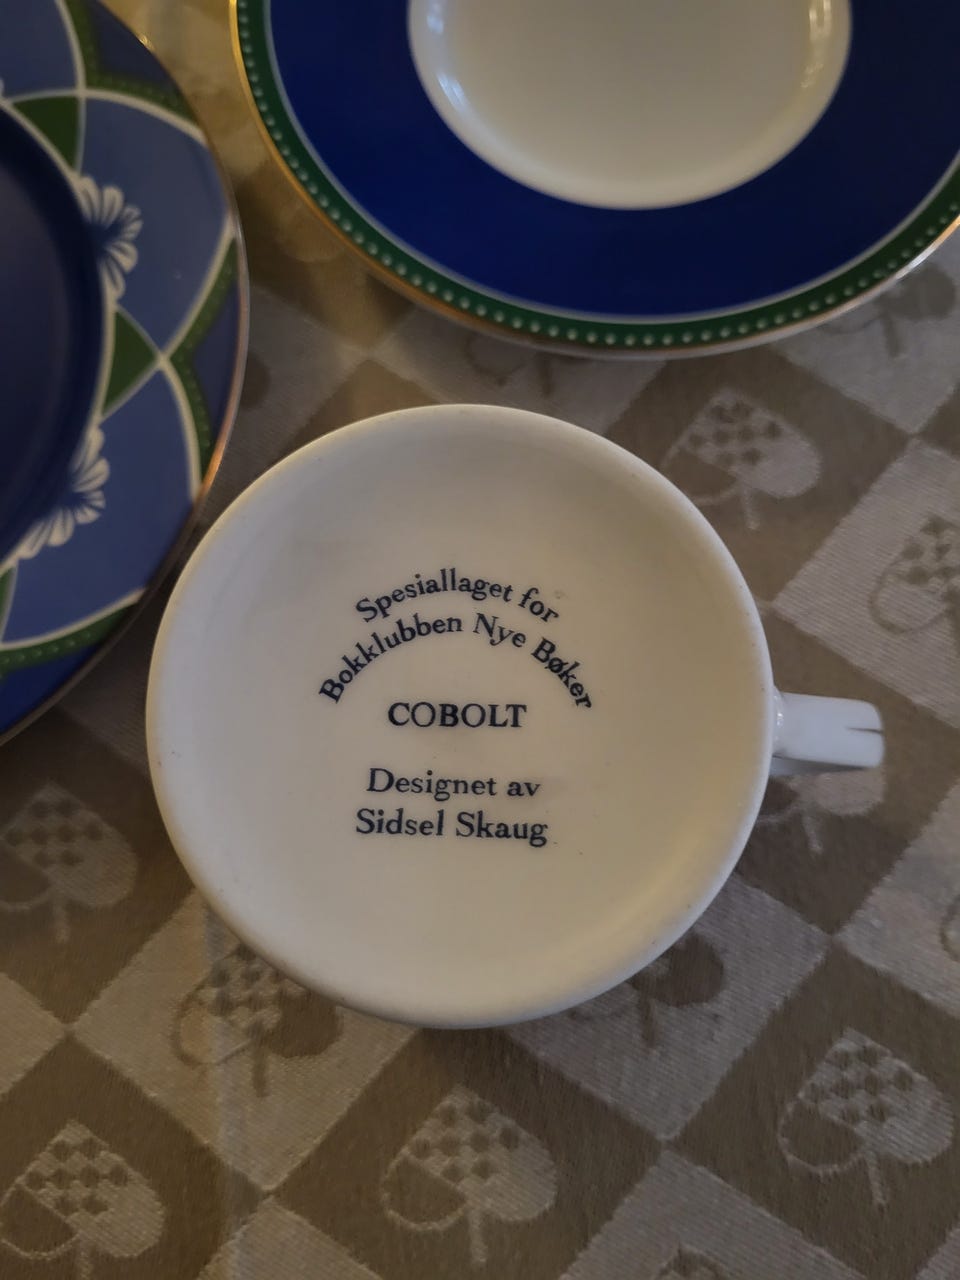 Spesiallaget for
Bokklubben Nye Bøker
COBOLT
Designet av
Sidsel Skaug